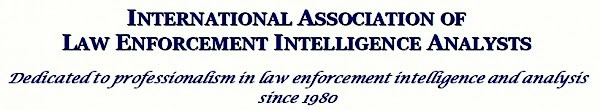 International Association of
Law Enforcement Intelligence Analysts
Dedicated to professionalism in law enforcement intelligence and analysis
since 1980